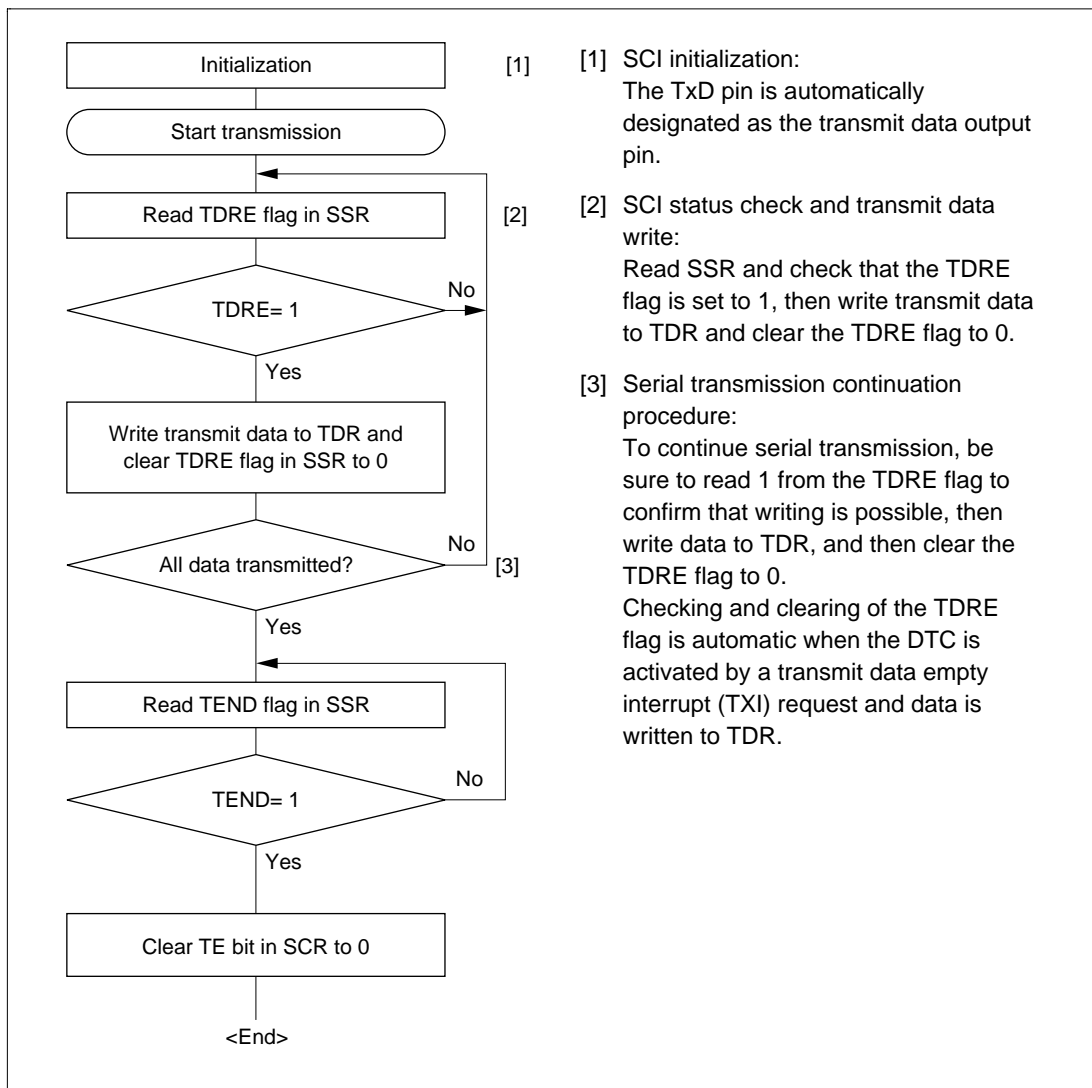 Initialization
[1]
Start transmission
Read TDRE flag in SSR
[2]
TDRE= 1
No
Yes
Write transmit data to TDR and
clear TDRE flag in SSR to 0
All data transmitted?
No
[3]
Yes
Read TEND flag in SSR
TEND= 1
No
Yes
Clear TE bit in SCR to 0
<End>
[1] SCI initialization:
The TxD pin is automatically
designated as the transmit data output
pin.
[2] SCI status check and transmit data
write:
Read SSR and check that the TDRE
flag is set to 1, then write transmit data
to TDR and clear the TDRE flag to 0.
[3] Serial transmission continuation
procedure:
To continue serial transmission, be
sure to read 1 from the TDRE flag to
confirm that writing is possible, then
write data to TDR, and then clear the
TDRE flag to 0.
Checking and clearing of the TDRE
flag is automatic when the DTC is
activated by a transmit data empty
interrupt (TXI) request and data is
written to TDR.